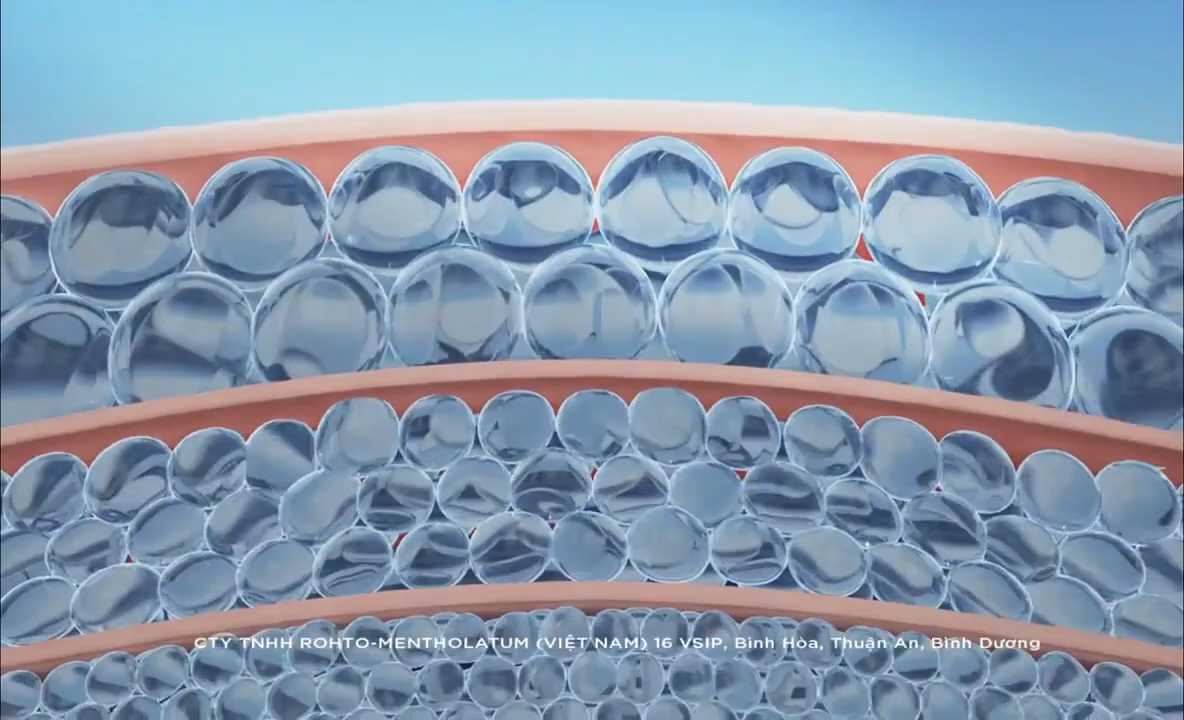 CTY TNHH ROHTO-MENTHOLATUM (VIỆT NAM) 16 VSIP, Bình Hòa, Thuận An, Bình Dương